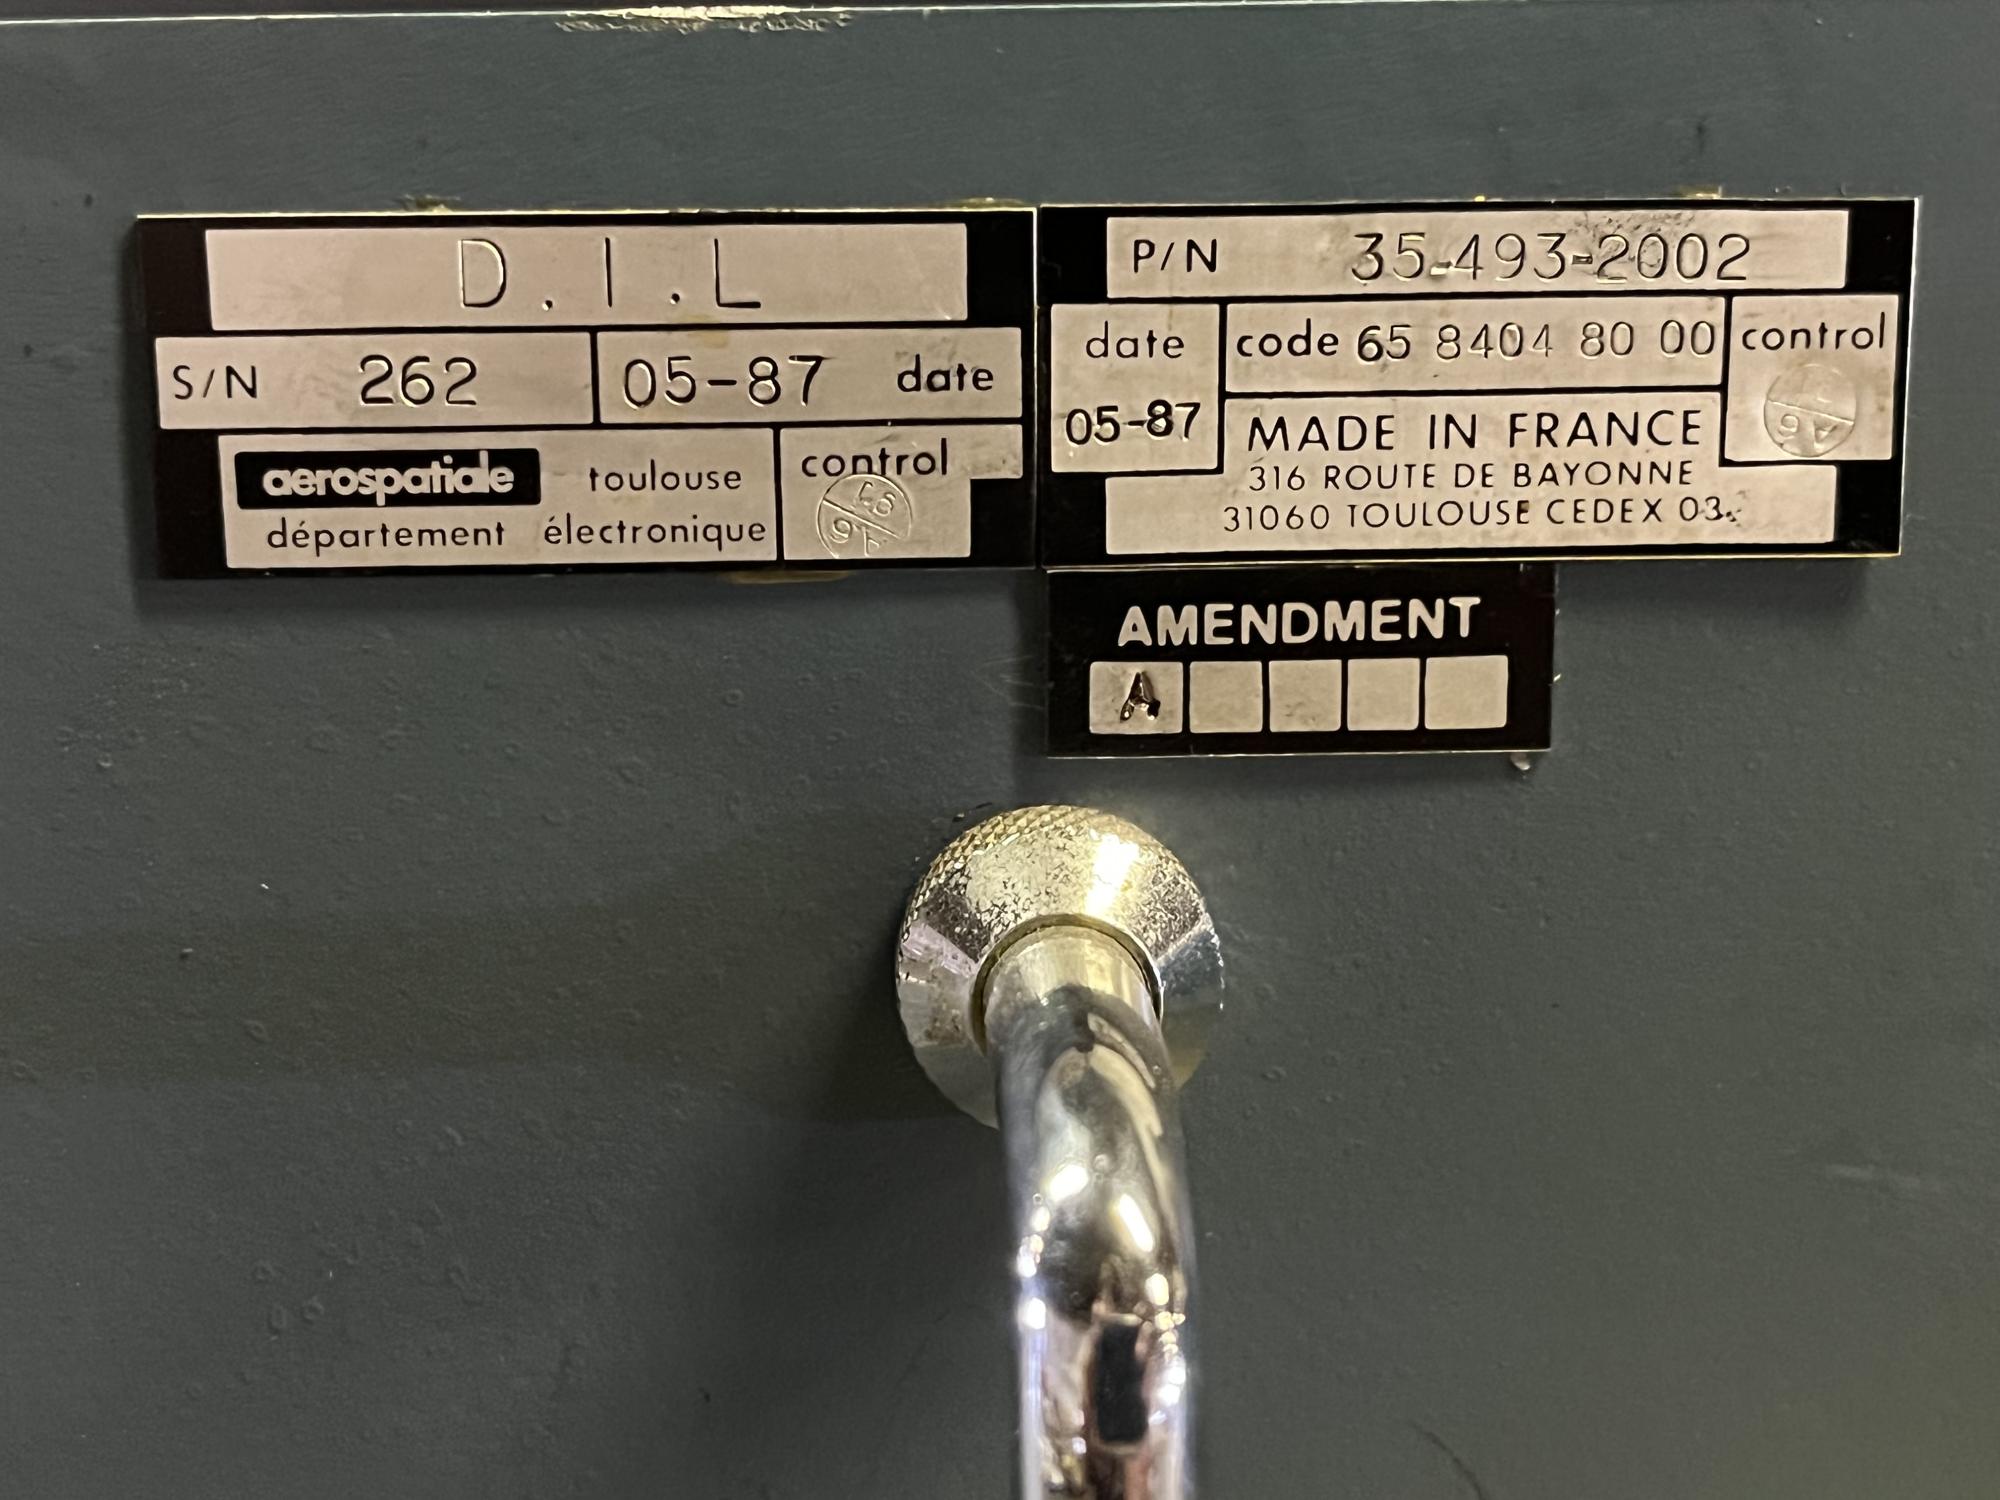 D.I.L
S/N 262 05-87 date
aerospatiale toulouse
département électronique
control
P/N 35-493-2002
date
05-87
code 65 8404 80 00
control
MADE IN FRANCE
316 ROUTE DE BAYONNE
31060 TOULOUSE CEDEX 03.
AMENDMENT
A